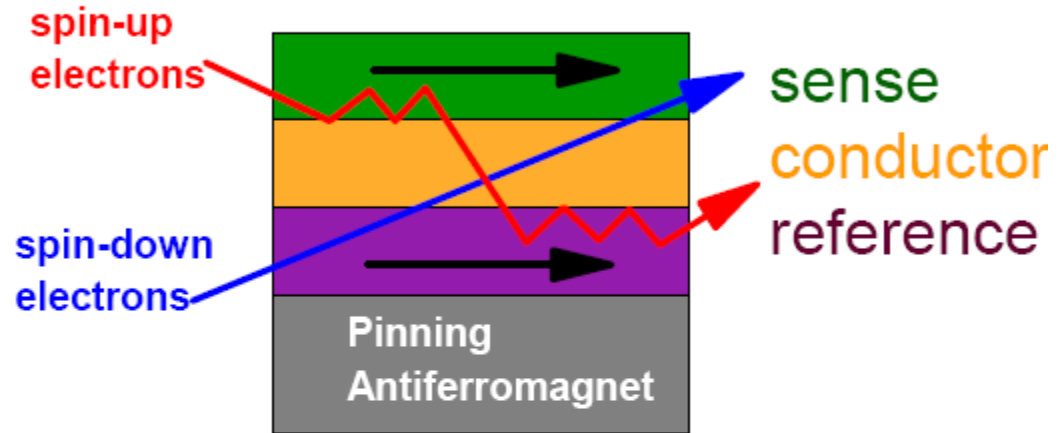 spin-up
electrons
sense
conductor
reference
spin-down
electrons
Pinning
Antiferromagnet